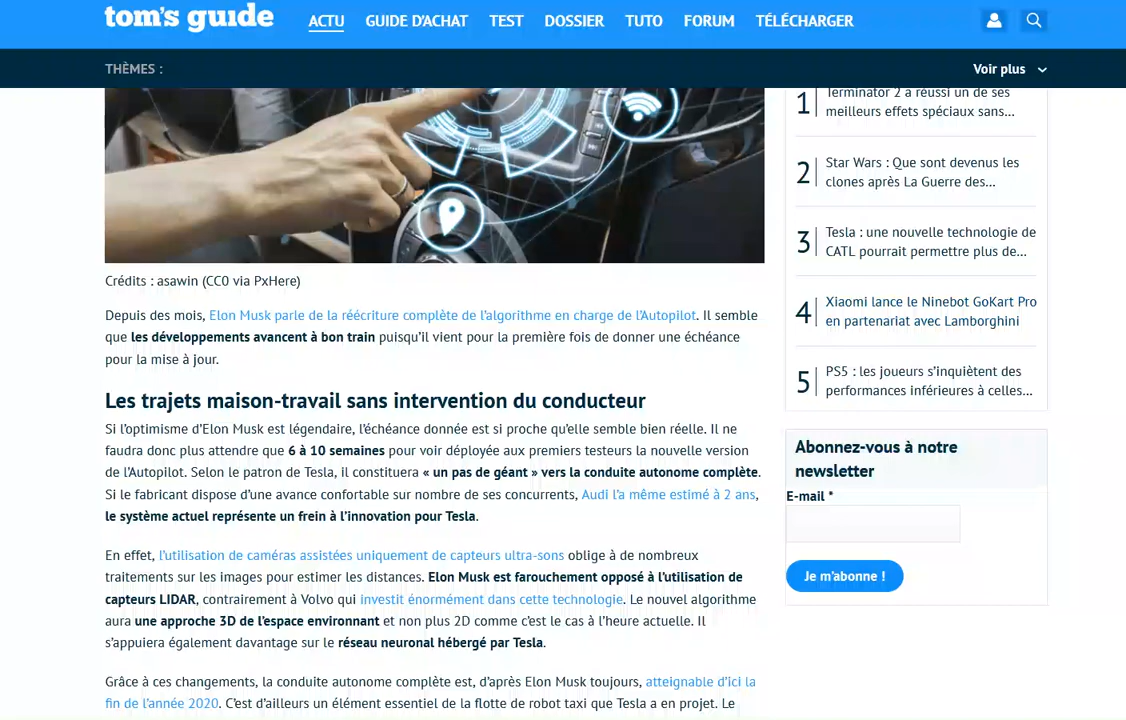 tom's guide
ACTU
GUIDE D'ACHAT
TEST
DOSSIER
TUTO
FORUM
TÉLÉCHARGER
THÈMES :
Voir plus
Crédits : asawin (CC0 via PxHere)
Depuis des mois, Elon Musk parle de la réécriture complète de l'algorithme en charge de l'Autopilot. Il semble
que les développements avancent à bon train puisqu'il vient pour la première fois de donner une échéance
pour la mise à jour.
Les trajets maison-travail sans intervention du conducteur
Si l'optimisme d'Elon Musk est légendaire, l'échéance donnée est si proche qu'elle semble bien réelle. Il ne
faudra donc plus attendre que 6 à 10 semaines pour voir déployée aux premiers testeurs la nouvelle version
de l'Autopilot. Selon le patron de Tesla, il constituera « un pas de géant » vers la conduite autonome complète.
Si le fabricant dispose d'une avance confortable sur nombre de ses concurrents, Audi l'a même estimé à 2 ans,
le système actuel représente un frein à l'innovation pour Tesla.
En effet, l'utilisation de caméras assistées uniquement de capteurs ultra-sons oblige à de nombreux
traitements sur les images pour estimer les distances. Elon Musk est farouchement opposé à l'utilisation de
capteurs LIDAR, contrairement à Volvo qui investit énormément dans cette technologie. Le nouvel algorithme
aura une approche 3D de l'espace environnant et non plus 2D comme c'est le cas à l'heure actuelle. Il
s'appuiera également davantage sur le réseau neuronal hébergé par Tesla.
Grâce à ces changements, la conduite autonome complète est, d'après Elon Musk toujours, atteignable d'ici la
fin de l'année 2020. C'est d'ailleurs un élément essentiel de la flotte de robot taxi que Tesla a en projet. Le
1
Terminator 2 a réussi un de ses
meilleurs effets spéciaux sans...
2
Star Wars : Que sont devenus les
clones après La Guerre des...
3
Tesla : une nouvelle technologie de
CATL pourrait permettre plus de...
4
Xiaomi lance le Ninebot GoKart Pro
en partenariat avec Lamborghini
5
PS5 : les joueurs s'inquiètent des
performances inférieures à celles...
Abonnez-vous à notre
newsletter
E-mail *
Je m'abonne !